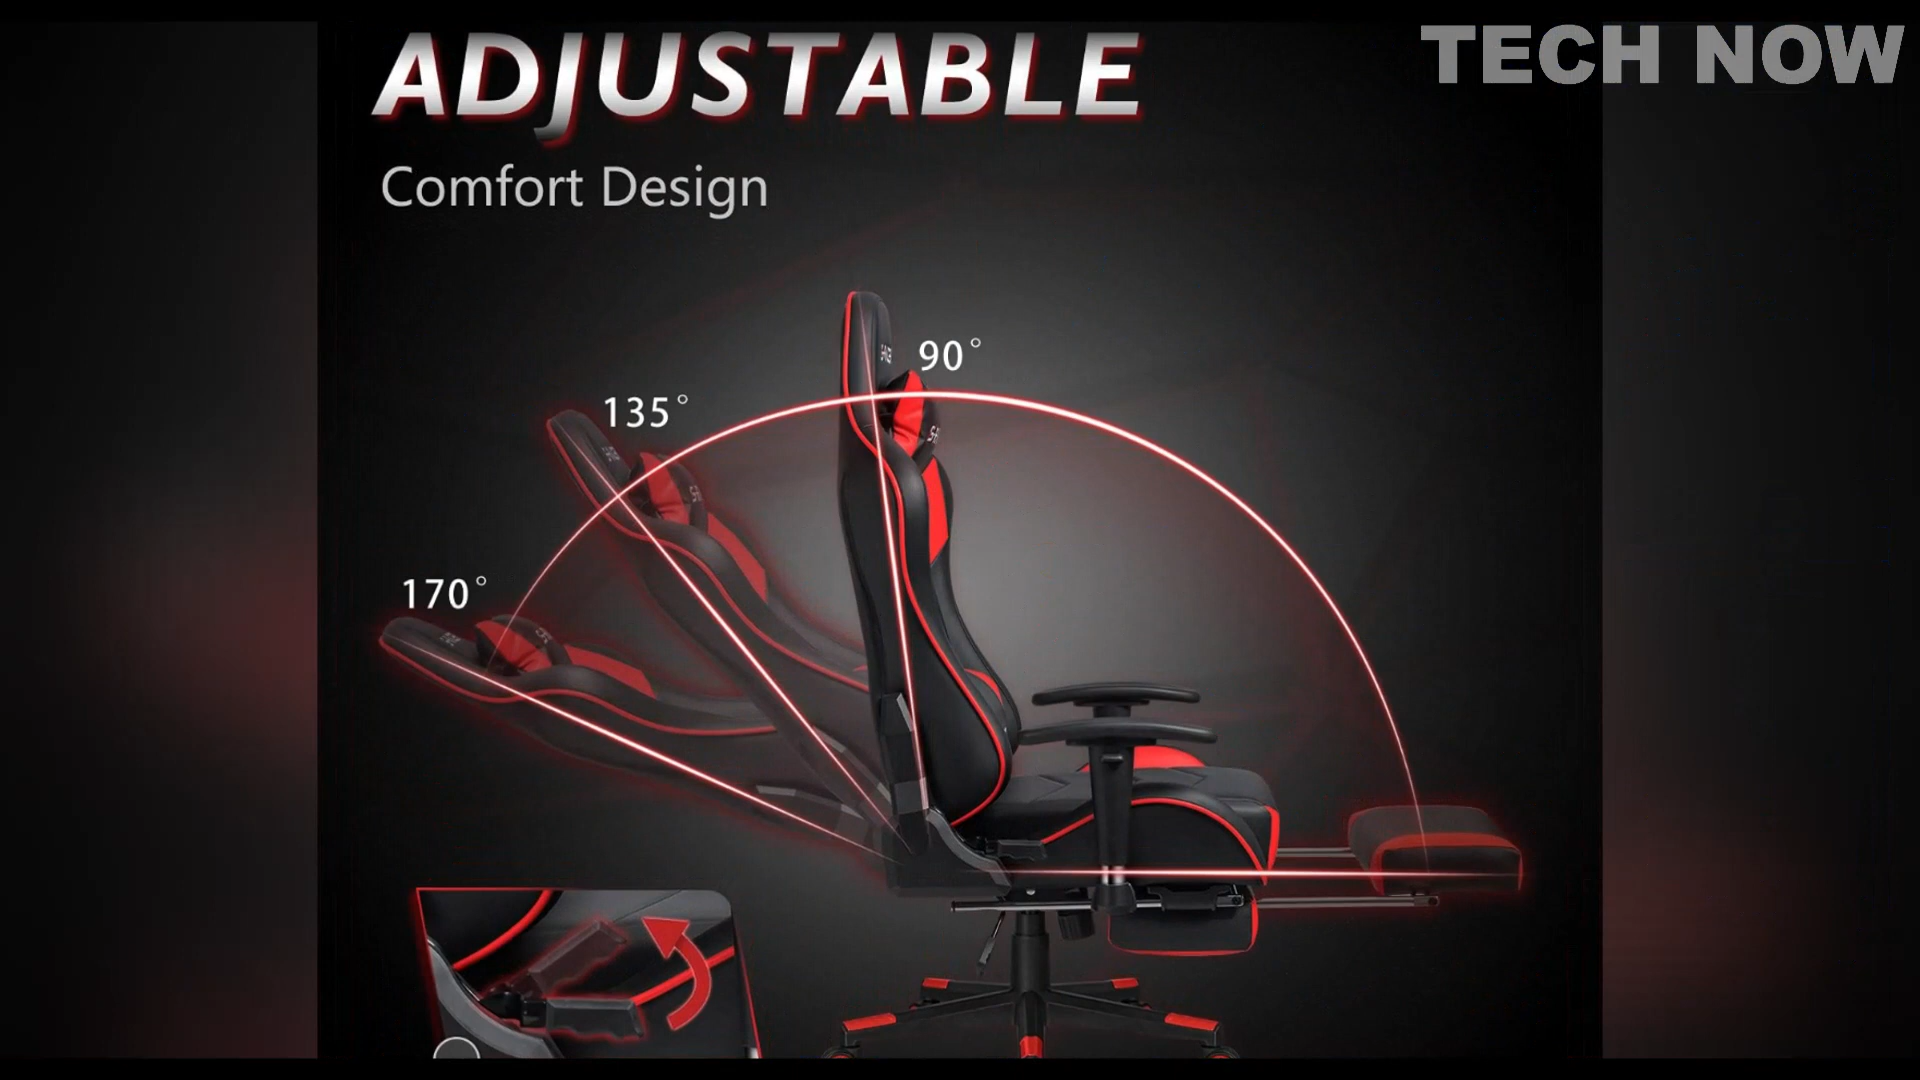 ADJUSTABLE
TECH NOW
Comfort Design
90°
135°
170°